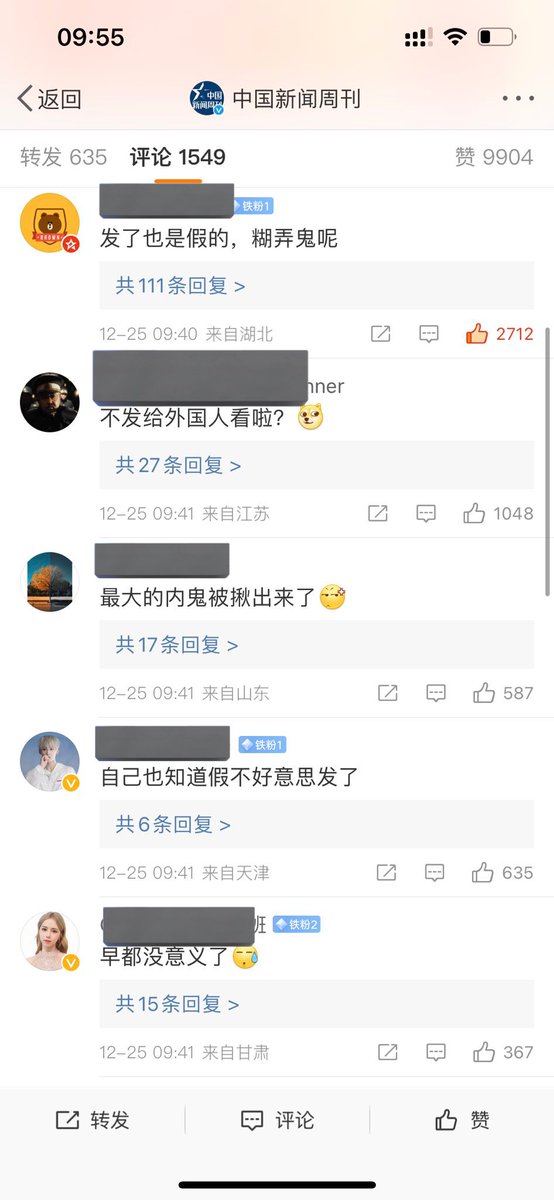 09:55
返回
中国新闻周刊
转发 635 评论 1549 赞 9904
铁粉1
发了也是假的，糊弄鬼呢
共111条回复 >
12-25 09:40 来自湖北 2712
nner
不发给外国人看啦？
共27条回复 >
12-25 09:41 来自江苏 1048
最大的内鬼被揪出来了
共17条回复 >
12-25 09:41 来自山东 587
铁粉1
自己也知道假不好意思发了
共6条回复 >
12-25 09:41 来自天津 635
班 铁粉2
早都没意义了
共15条回复 >
12-25 09:41 来自甘肃 367
转发 评论 赞